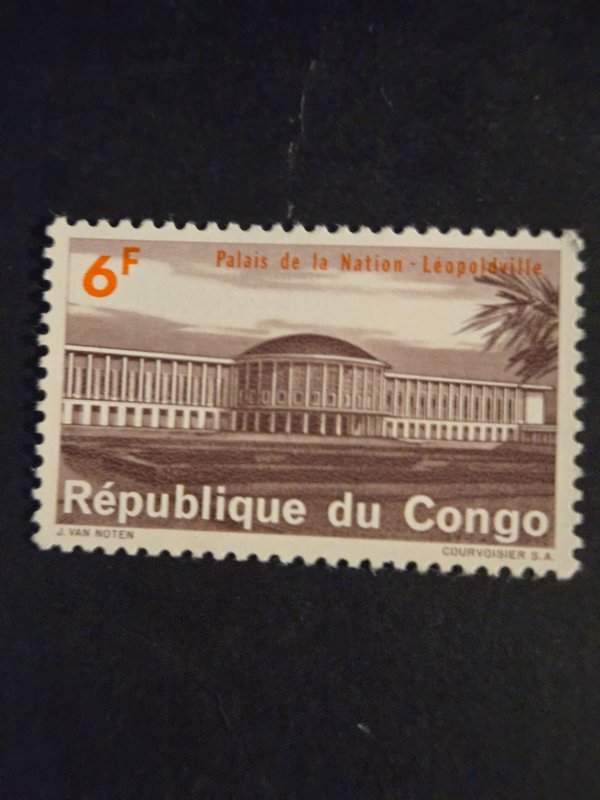 6F
Palais de la Nation - Léopoldville
République du Congo
J. VAN NOTEN
COURVOISIER S.A.